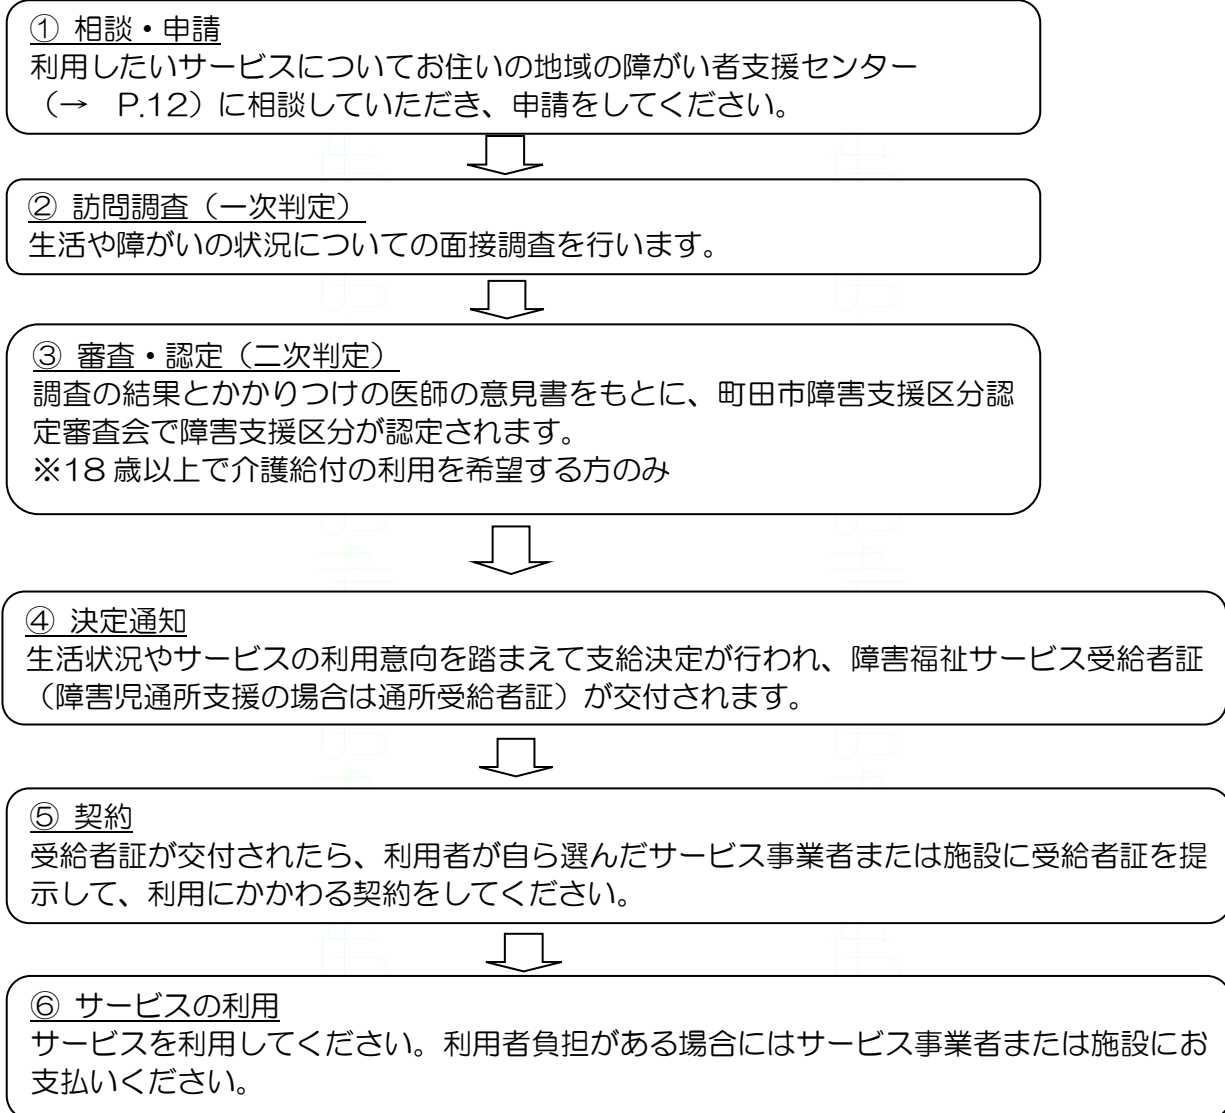 ① 相談・申請
利用したいサービスについてお住いの地域の障がい者支援センター
（→　P.12）に相談していただき、申請をしてください。
② 訪問調査（一次判定）
生活や障がいの状況についての面接調査を行います。
③ 審査・認定（二次判定）
調査の結果とかかりつけの医師の意見書をもとに、町田市障害支援区分認
定審査会で障害支援区分が認定されます。
※18 歳以上で介護給付の利用を希望する方のみ
④ 決定通知
生活状況やサービスの利用意向を踏まえて支給決定が行われ、障害福祉サービス受給者証
（障害児通所支援の場合は通所受給者証）が交付されます。
⑤ 契約
受給者証が交付されたら、利用者が自ら選んだサービス事業者または施設に受給者証を提
示して、利用にかかわる契約をしてください。
⑥ サービスの利用
サービスを利用してください。利用者負担がある場合にはサービス事業者または施設にお
支払いください。